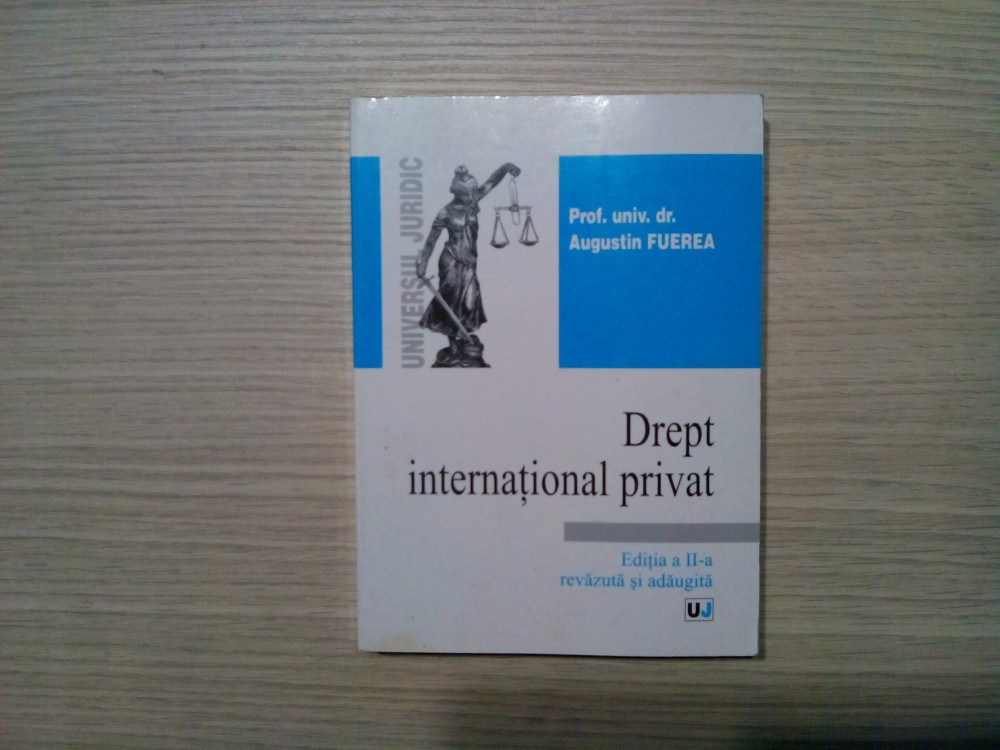 UNIVERSUL JURIDIC
Prof. univ. dr.
Augustin FUEREA
Drept
internațional privat
Ediția a II-a
revăzută și adăugită
UJ